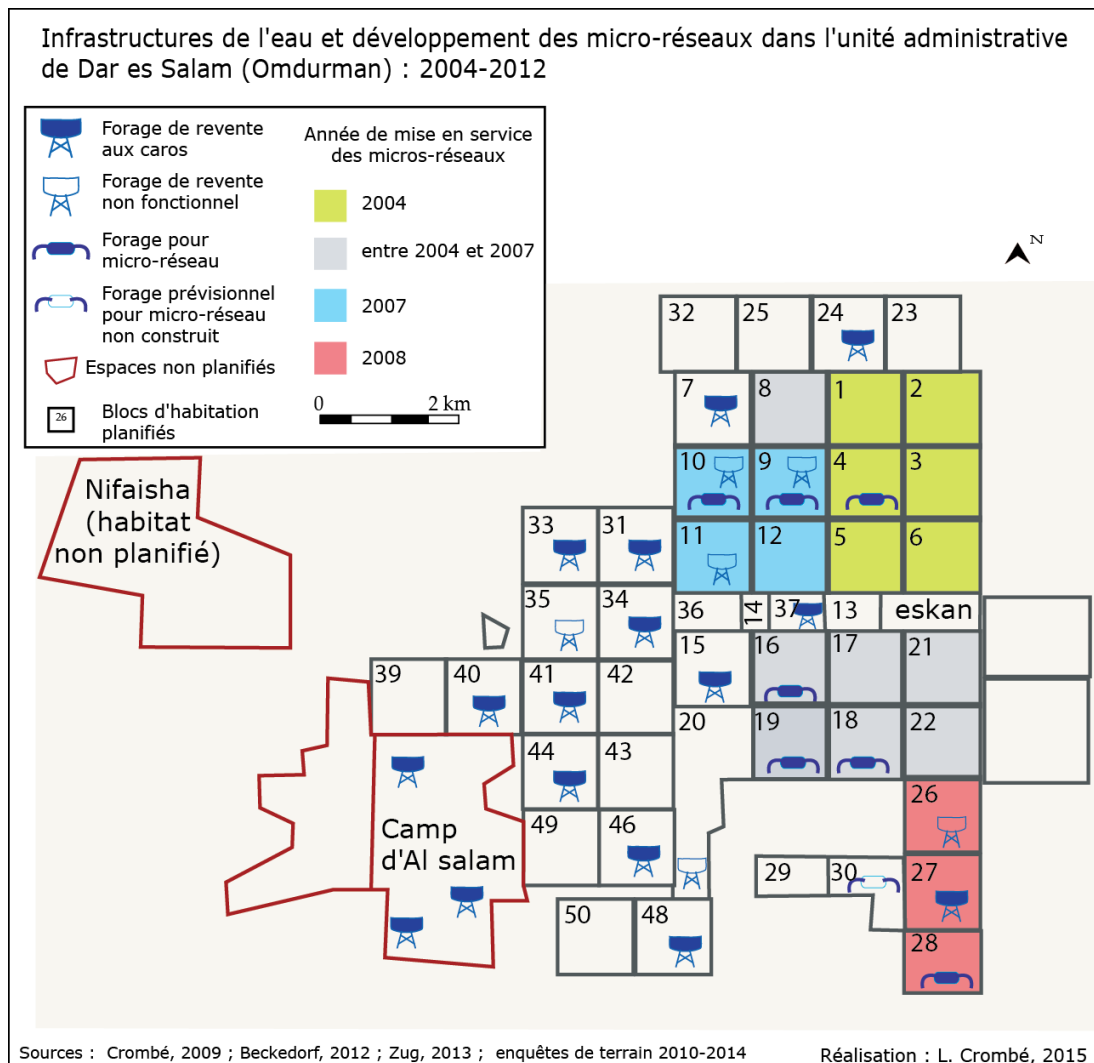 Infrastructures de l'eau et développement des micro-réseaux dans l'unité administrative
de Dar es Salam (Omdurman) : 2004-2012
Forage de revente
aux caros
Forage de revente
non fonctionnel
Forage pour
micro-réseau
Forage prévisionnel
pour micro-réseau
non construit
Espaces non planifiés
26
Blocs d'habitation
planifiés
Année de mise en service
des micros-réseaux
2004
entre 2004 et 2007
2007
2008
0 2 km
N
32 25 24 23
7 8 1 2
10 9 4 3
Nifaisha
(habitat
non planifié)
33 31 11 12 5 6
35 34 36 14 37 13 eskan
15 16 17 21
39 40 41 42
20 19 18 22
44 43
26
Camp
d'Al salam
49 46
29 30 27
50 48
28
Sources : Crombé, 2009 ; Beckedorf, 2012 ; Zug, 2013 ; enquêtes de terrain 2010-2014
Réalisation : L. Crombé, 2015